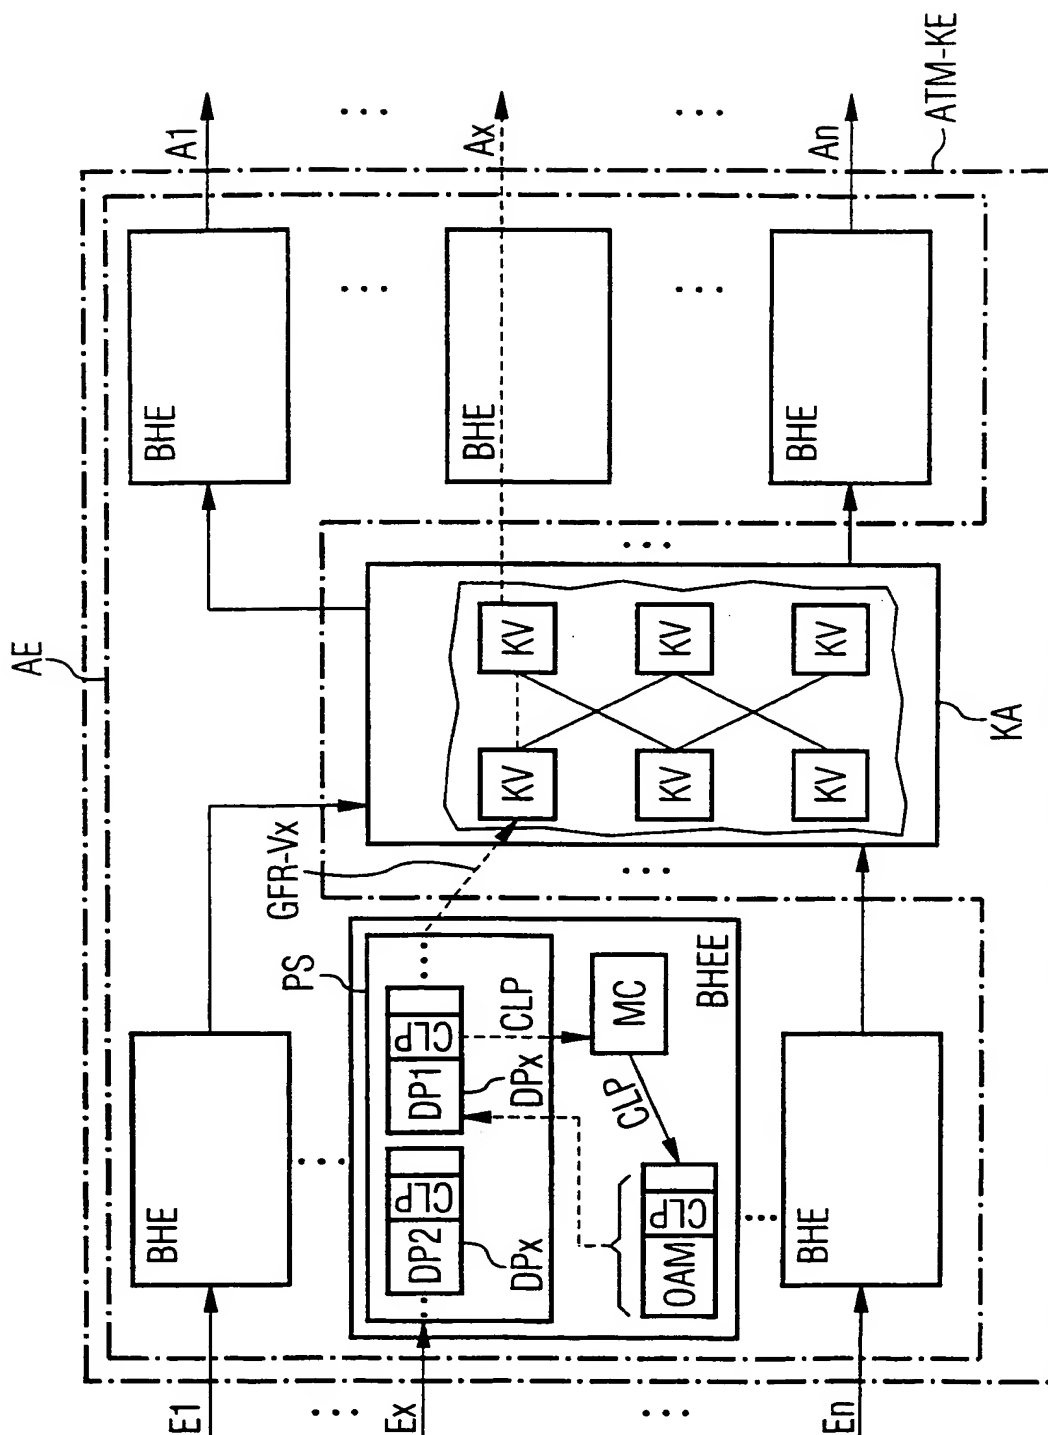 AE
E1
BHE
BHE
A1
Ex
PS
GFR-Vx
DP2
CLP
DP1
CLP
CLP
DPx
DPx
OAM
CLP
CLP
MC
BHEE
KV
KV
KV
KV
KV
KV
KA
BHE
Ax
En
BHE
BHE
An
ATM-KE